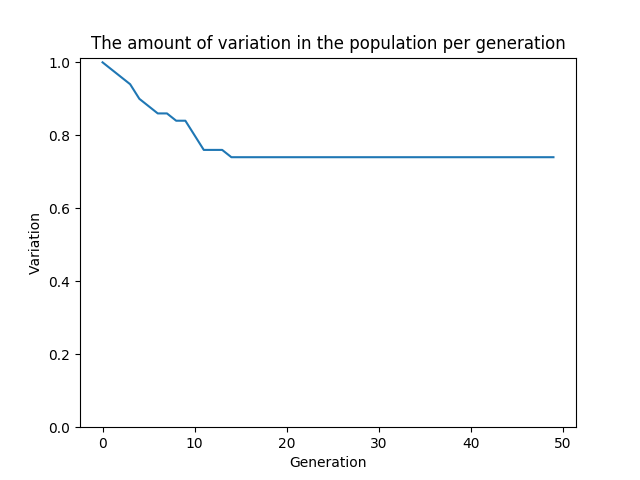 The amount of variation in the population per generation
1.0
0.8
0.6
0.4
0.2
0.0
Variation
0 10 20 30 40 50
Generation